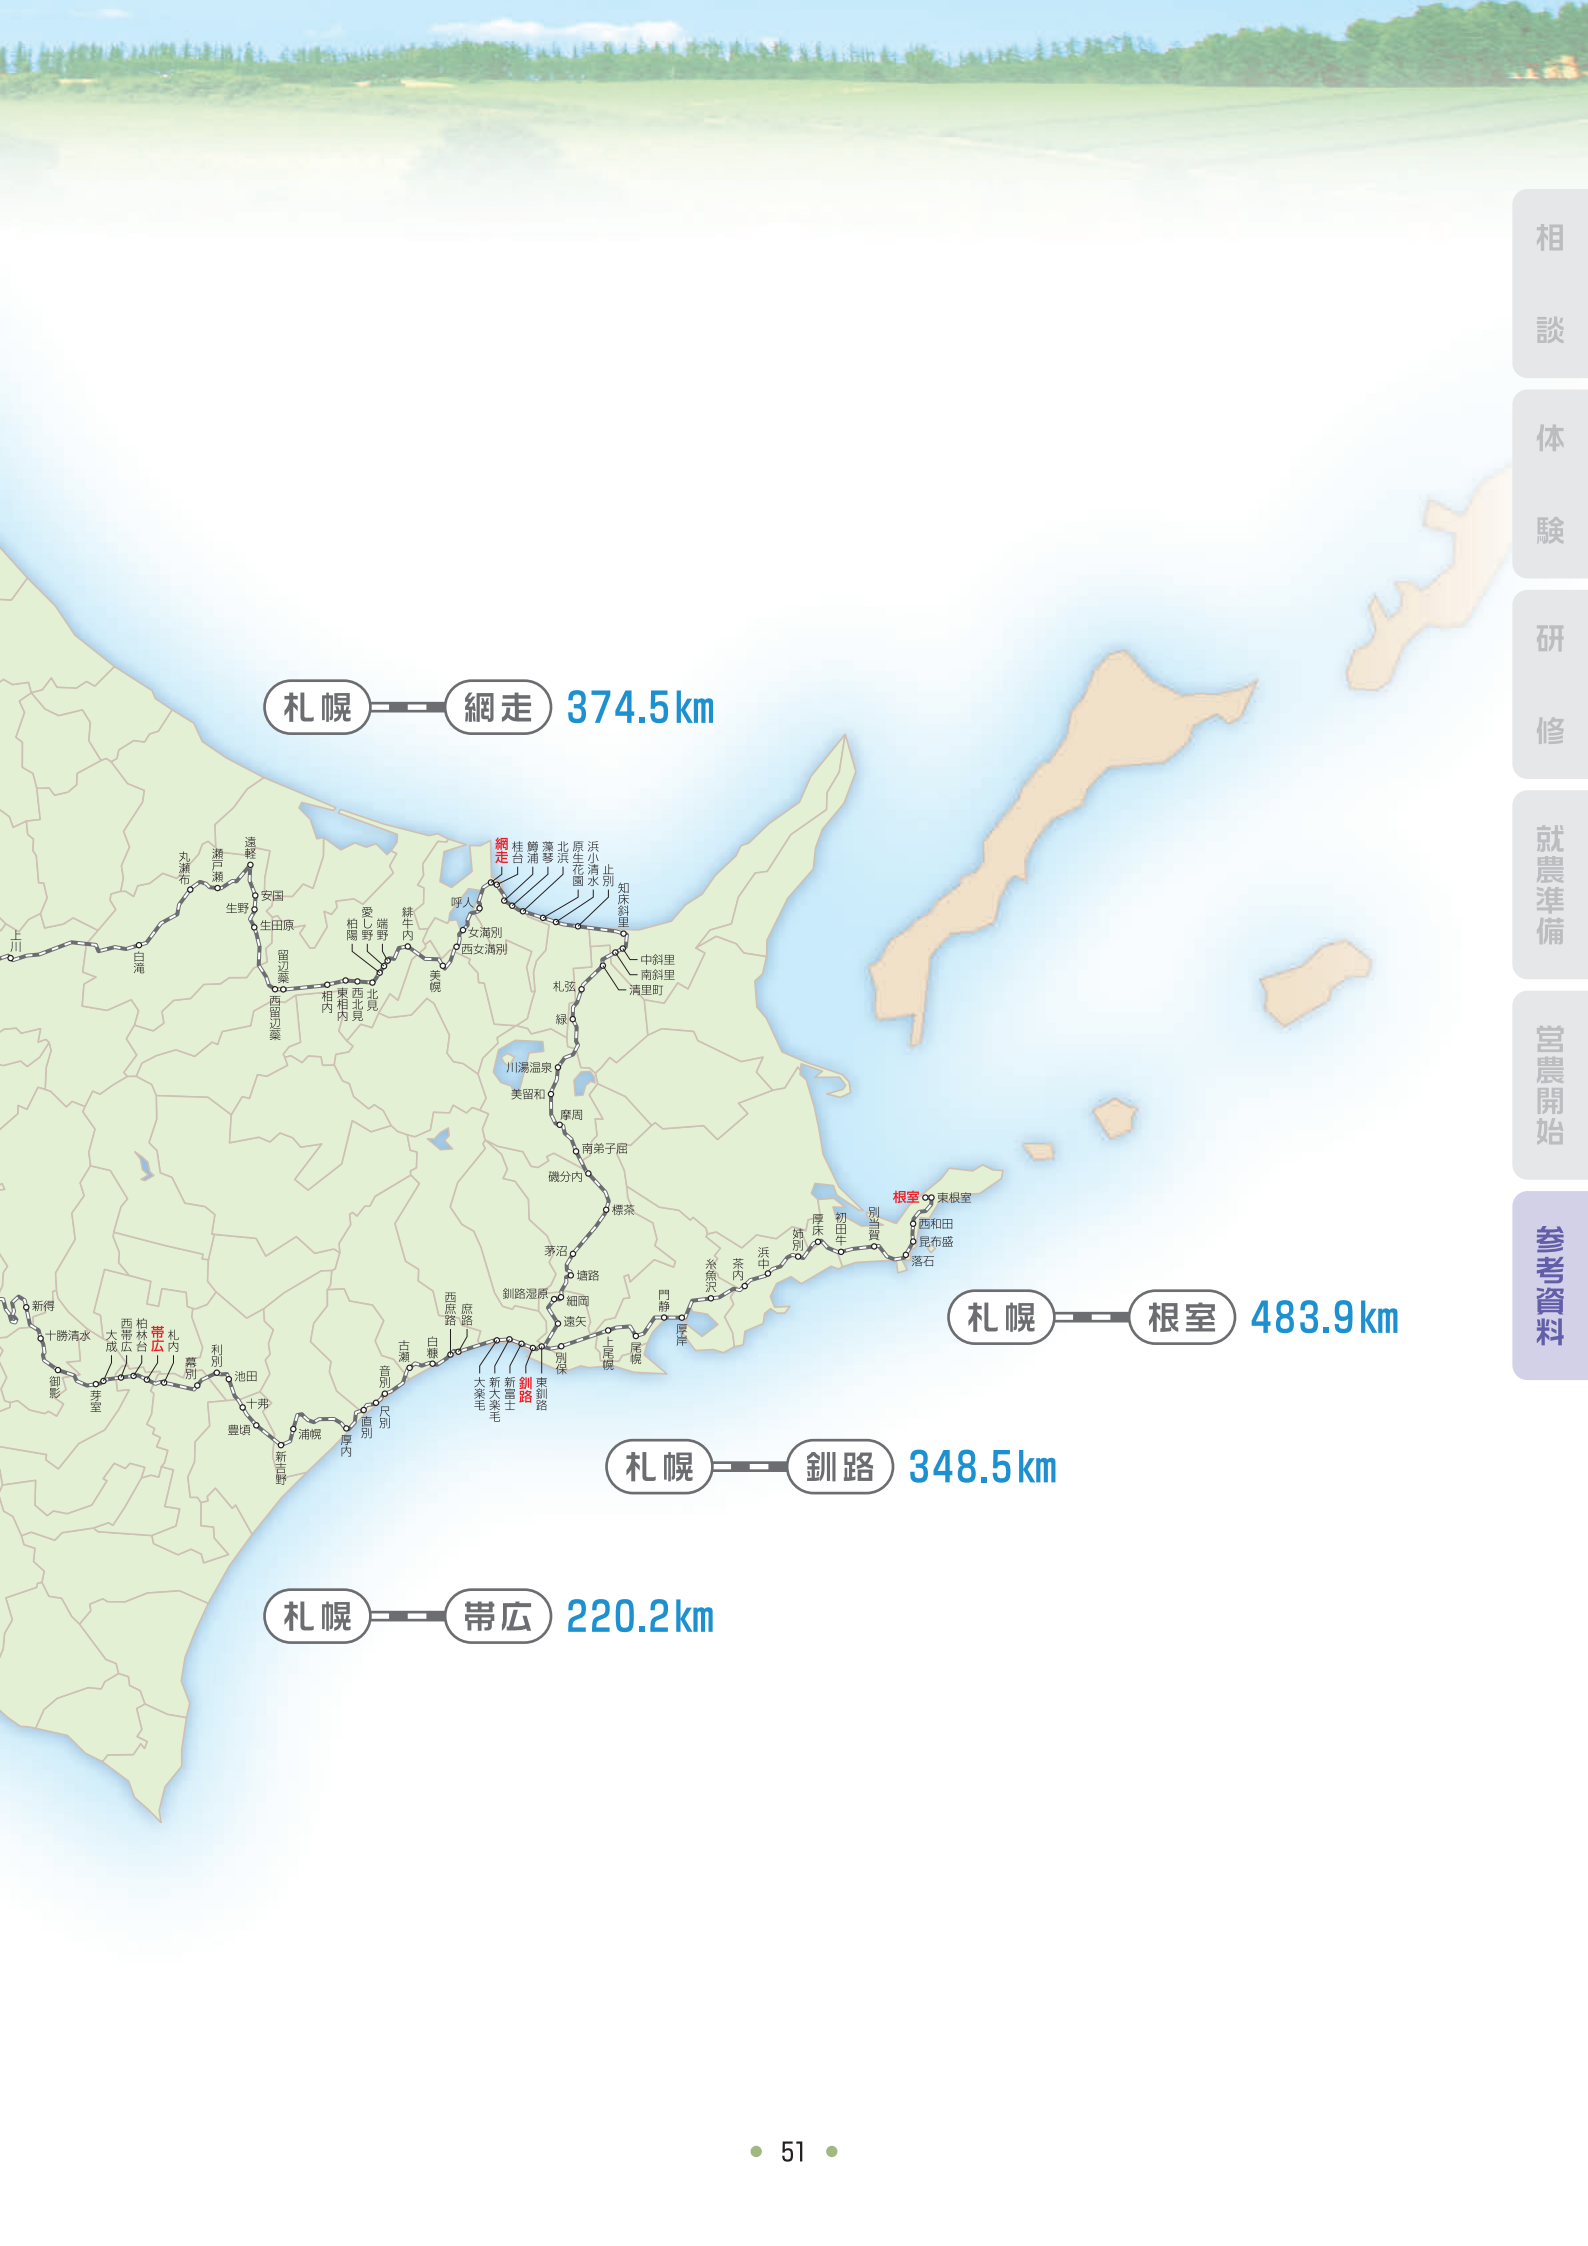 相談
体験
研修
就農準備
営農開始
参考資料
札幌 網走 374.5km
上川
白滝
丸瀬布
瀬戸瀬
遠軽
安国
生野
生田原
留辺蘂
西留辺蘂
相内
東相内
西北見
北見
柏陽
愛し野
端野
緋牛内
美幌
西女満別
女満別
呼人
網走
桂台
鱒浦
藻琴
北浜
原生花園
浜小清水
止別
知床斜里
中斜里
南斜里
清里町
札弦
緑
川湯温泉
美留和
摩周
南弟子屈
磯分内
標茶
茅沼
塘路
細岡
釧路湿原
遠矢
根室
東根室
西和田
昆布盛
落石
別当賀
初田牛
厚床
姉別
浜中
茶内
糸魚沢
厚岸
門静
尾幌
上尾幌
別保
東釧路
釧路
新富士
新大楽毛
大楽毛
庶路
西庶路
白糠
古瀬
音別
尺別
直別
厚内
浦幌
新吉野
豊頃
十弗
池田
利別
幕別
札内
帯広
柏林台
西帯広
大成
芽室
御影
十勝清水
新得
札幌 根室 483.9km
札幌 釧路 348.5km
札幌 帯広 220.2km
51